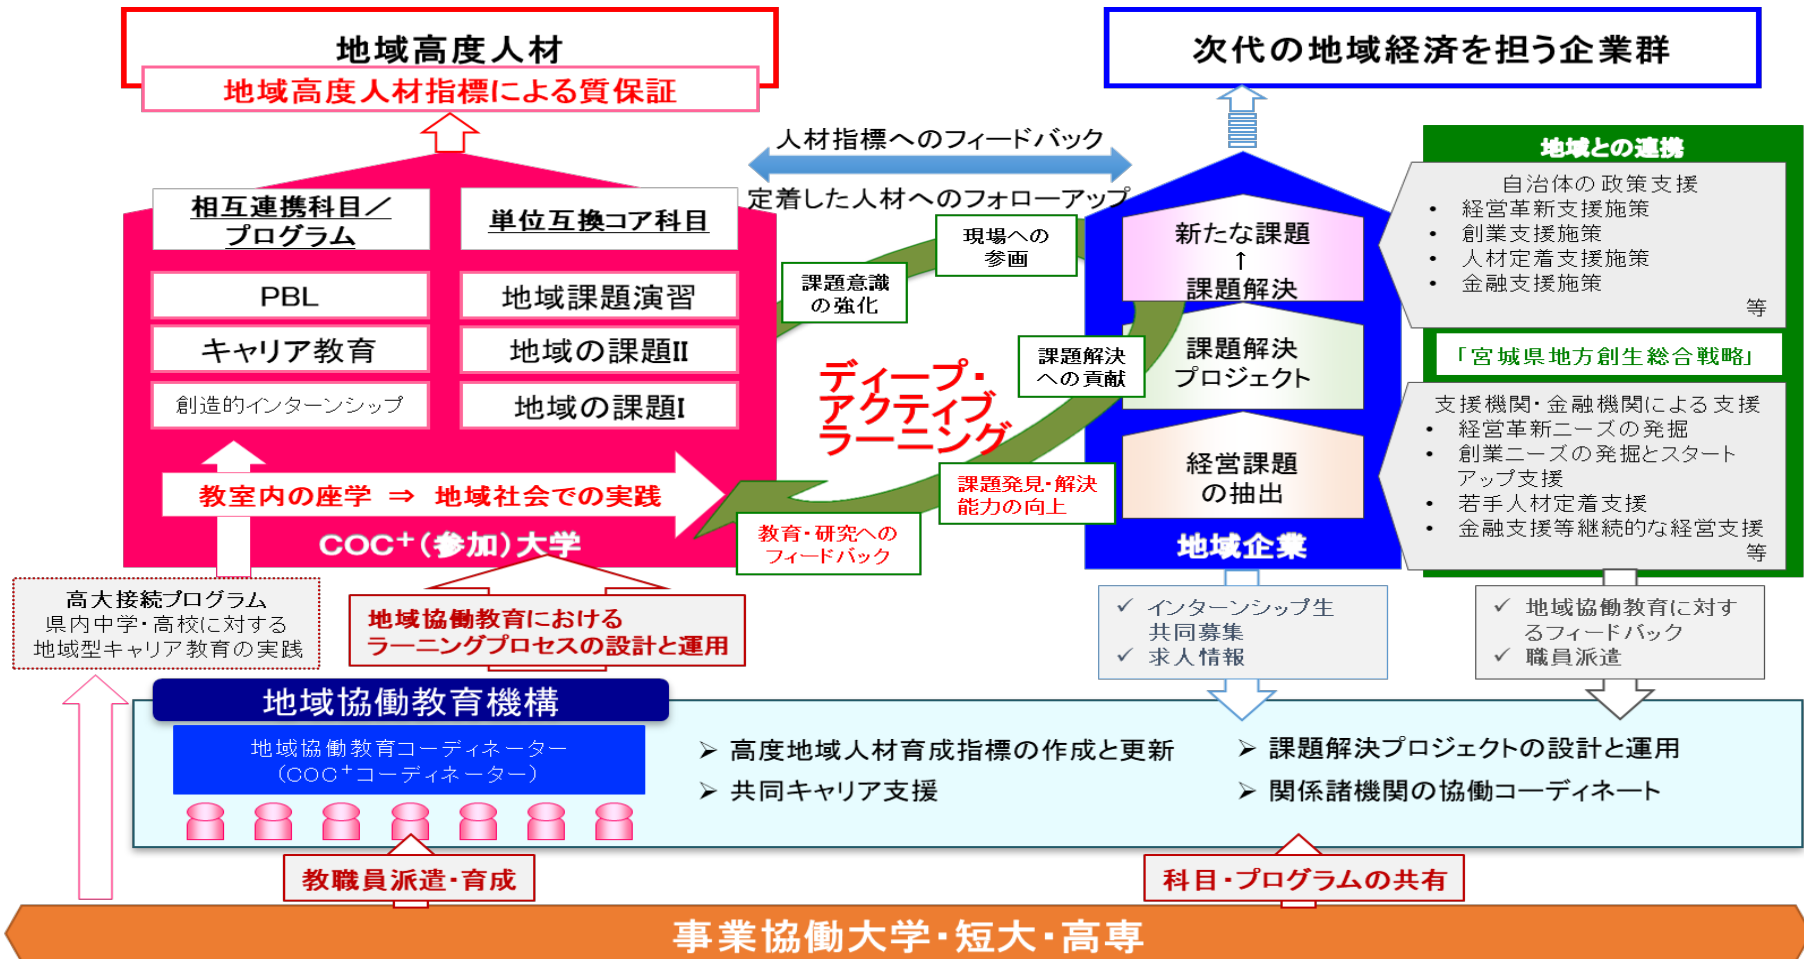 地域高度人材
地域高度人材指標による質保証
次代の地域経済を担う企業群
人材指標へのフィードバック
定着した人材へのフォローアップ
相互連携科目／
プログラム
単位互換コア科目
PBL
地域課題演習
キャリア教育
地域の課題II
創造的インターンシップ
地域の課題I
教室内の座学 ⇒ 地域社会での実践
COC⁺(参加)大学
現場への
参画
課題意識
の強化
課題解決
への貢献
ディープ・
アクティブ
ラーニング
課題発見・解決
能力の向上
教育・研究への
フィードバック
新たな課題
↑
課題解決
課題解決
プロジェクト
経営課題
の抽出
地域企業
地域との連携
自治体の政策支援
• 経営革新支援施策
• 創業支援施策
• 人材定着支援施策
• 金融支援施策
等
「宮城県地方創生総合戦略」
支援機関・金融機関による支援
• 経営革新ニーズの発掘
• 創業ニーズの発掘とスタート
アップ支援
• 若手人材定着支援
• 金融支援等継続的な経営支援
等
高大接続プログラム
県内中学・高校に対する
地域型キャリア教育の実践
地域協働教育における
ラーニングプロセスの設計と運用
✓ インターンシップ生
共同募集
✓ 求人情報
✓ 地域協働教育に対す
るフィードバック
✓ 職員派遣
地域協働教育機構
地域協働教育コーディネーター
(COC⁺コーディネーター)
➢ 高度地域人材育成指標の作成と更新
➢ 共同キャリア支援
➢ 課題解決プロジェクトの設計と運用
➢ 関係諸機関の協働コーディネート
教職員派遣・育成
科目・プログラムの共有
事業協働大学・短大・高専